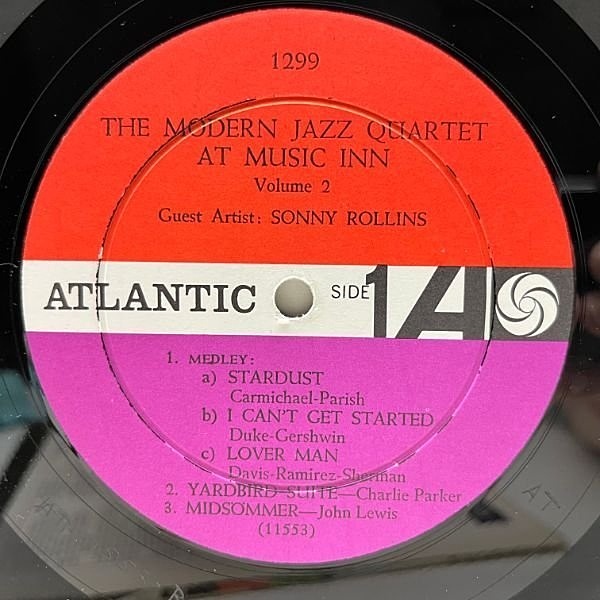 1299
THE MODERN JAZZ QUARTET
AT MUSIC INN
Volume 2
Guest Artist: SONNY ROLLINS
ATLANTIC SIDE 1 A
1. MEDLEY:
a) STARDUST
Carmichael-Parish
b) I CAN'T GET STARTED
Duke-Gershwin
c) LOVER MAN
Davis-Ramirez-Sherman
2. YARDBIRD SUITE—Charlie Parker
3. MIDSÖMMER—John Lewis
(11553)
AT